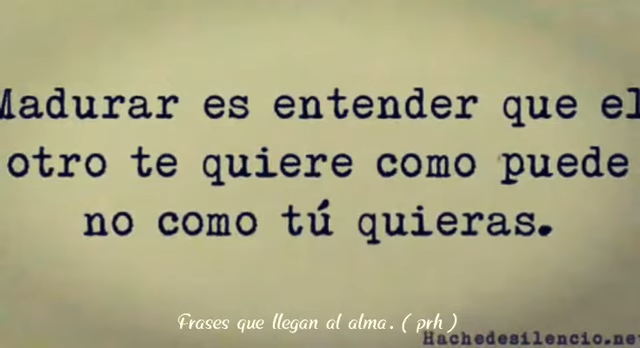 Madurar es entender que el
otro te quiere como puede
no como tú quieras.
Frases que llegan al alma. ( prh )
Hachedesilencio.ne